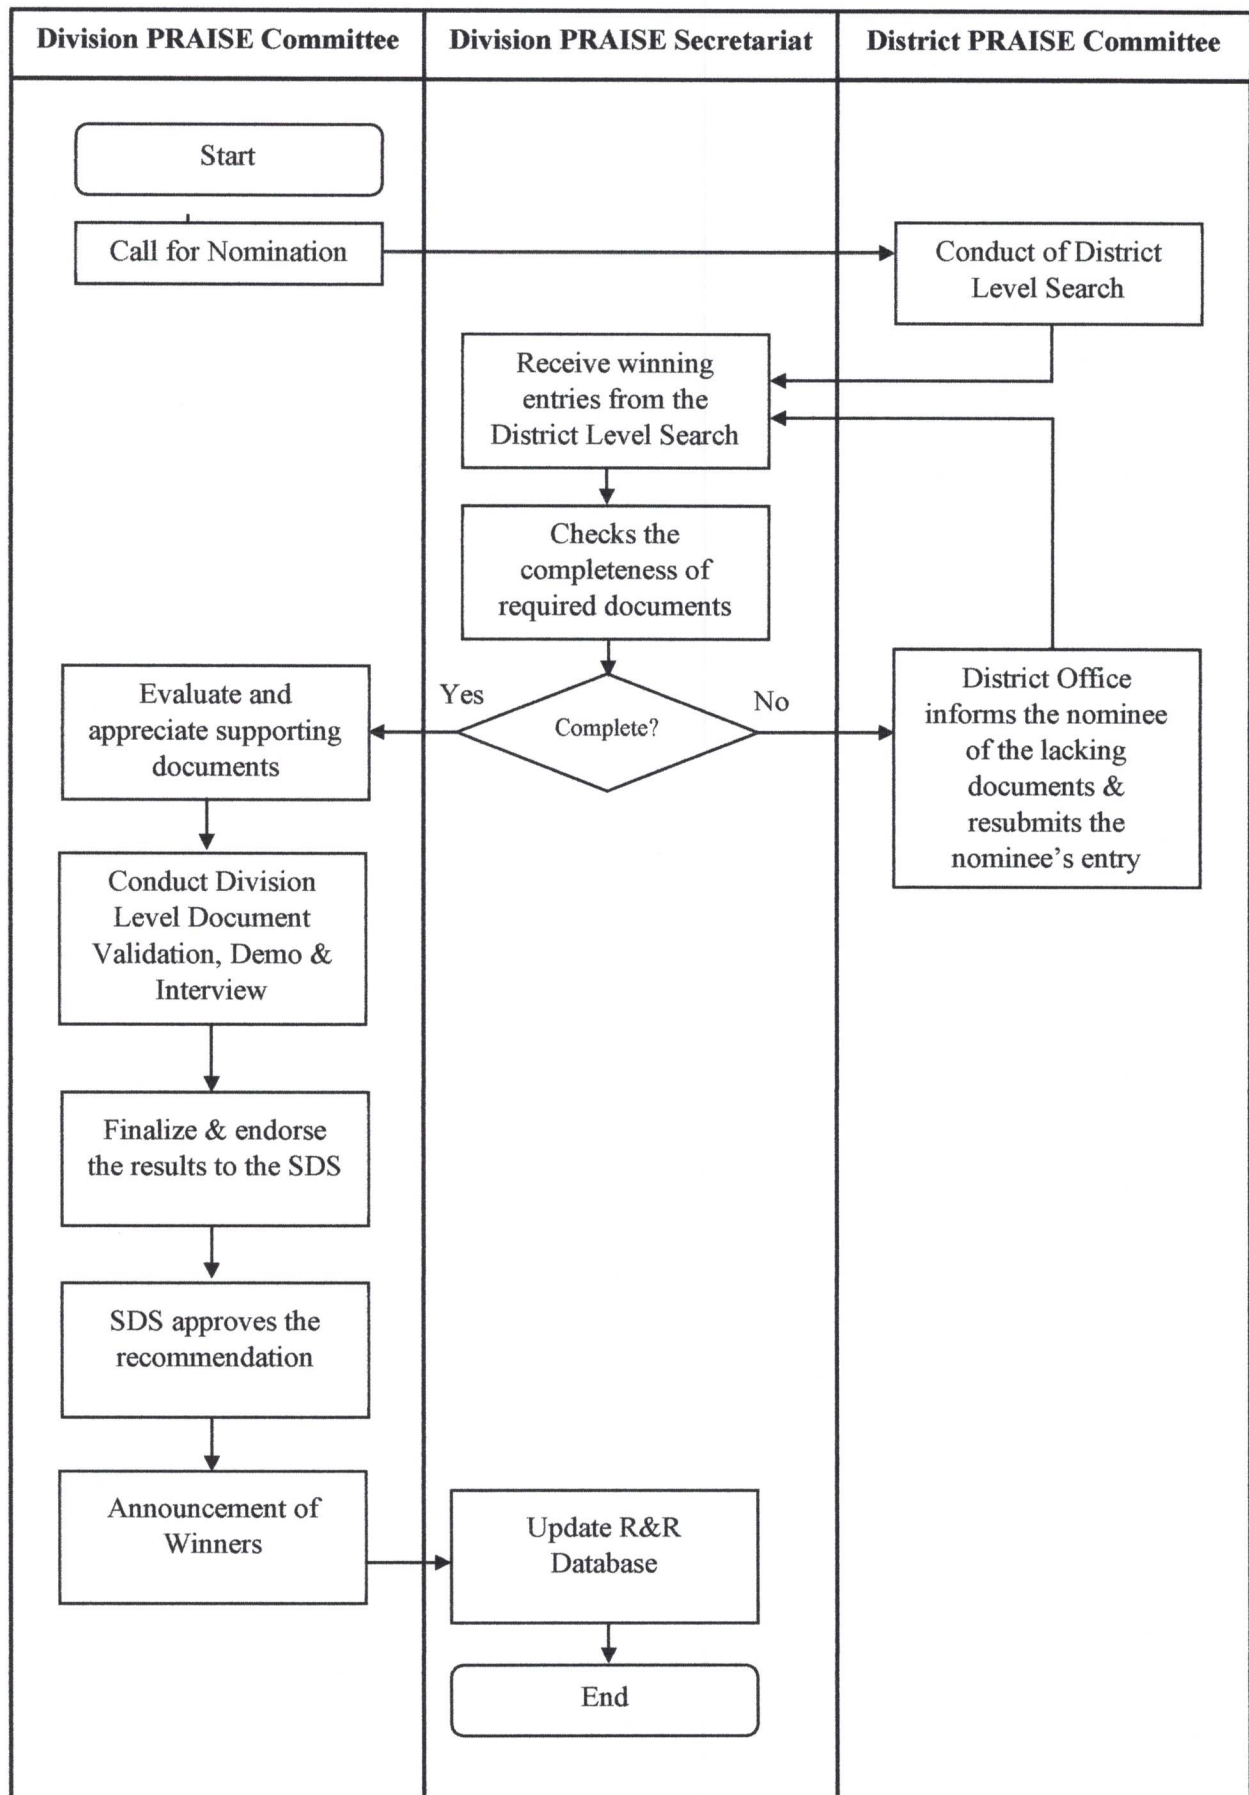 Division PRAISE Committee
Division PRAISE Secretariat
District PRAISE Committee
Start
Call for Nomination
Conduct of District
Level Search
Receive winning
entries from the
District Level Search
Checks the
completeness of
required documents
Complete?
Yes
No
Evaluate and
appreciate supporting
documents
District Office
informs the nominee
of the lacking
documents &
resubmits the
nominee’s entry
Conduct Division
Level Document
Validation, Demo &
Interview
Finalize & endorse
the results to the SDS
SDS approves the
recommendation
Announcement of
Winners
Update R&R
Database
End